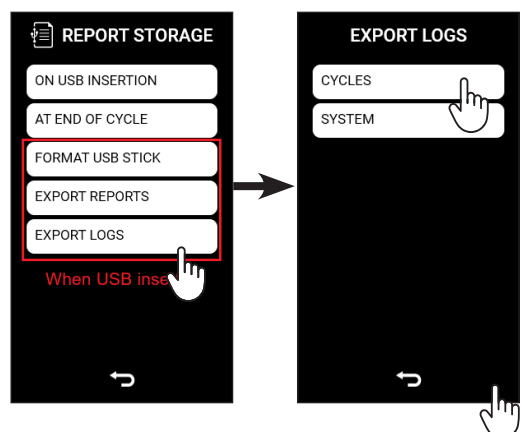 REPORT STORAGE
ON USB INSERTION
AT END OF CYCLE
FORMAT USB STICK
EXPORT REPORTS
EXPORT LOGS
When USB inse
EXPORT LOGS
CYCLES
SYSTEM